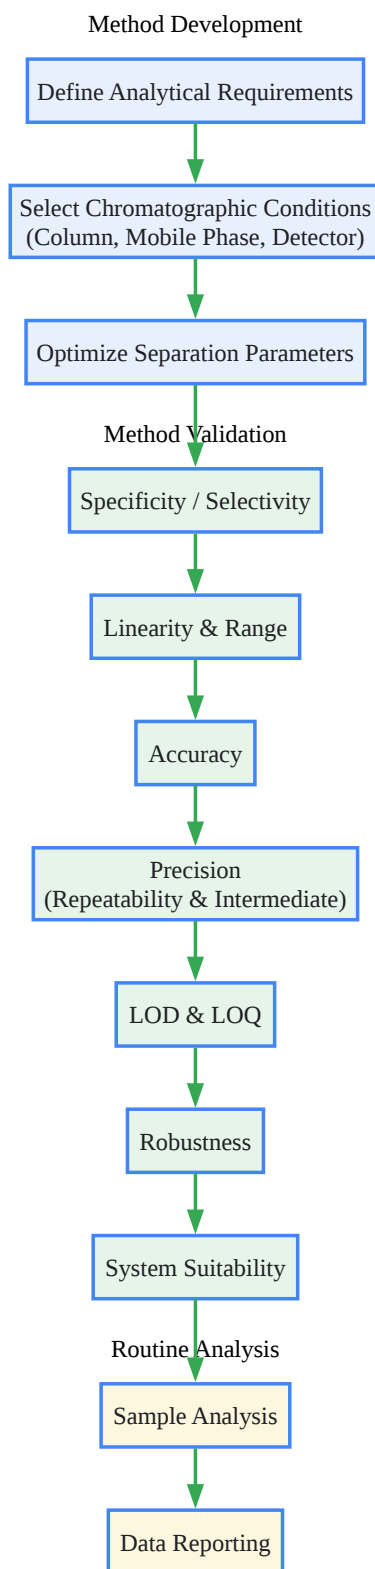 Method Development
Define Analytical Requirements
Select Chromatographic Conditions
(Column, Mobile Phase, Detector)
Optimize Separation Parameters
Method Validation
Specificity / Selectivity
Linearity & Range
Accuracy
Precision
(Repeatability & Intermediate)
LOD & LOQ
Robustness
System Suitability
Routine Analysis
Sample Analysis
Data Reporting